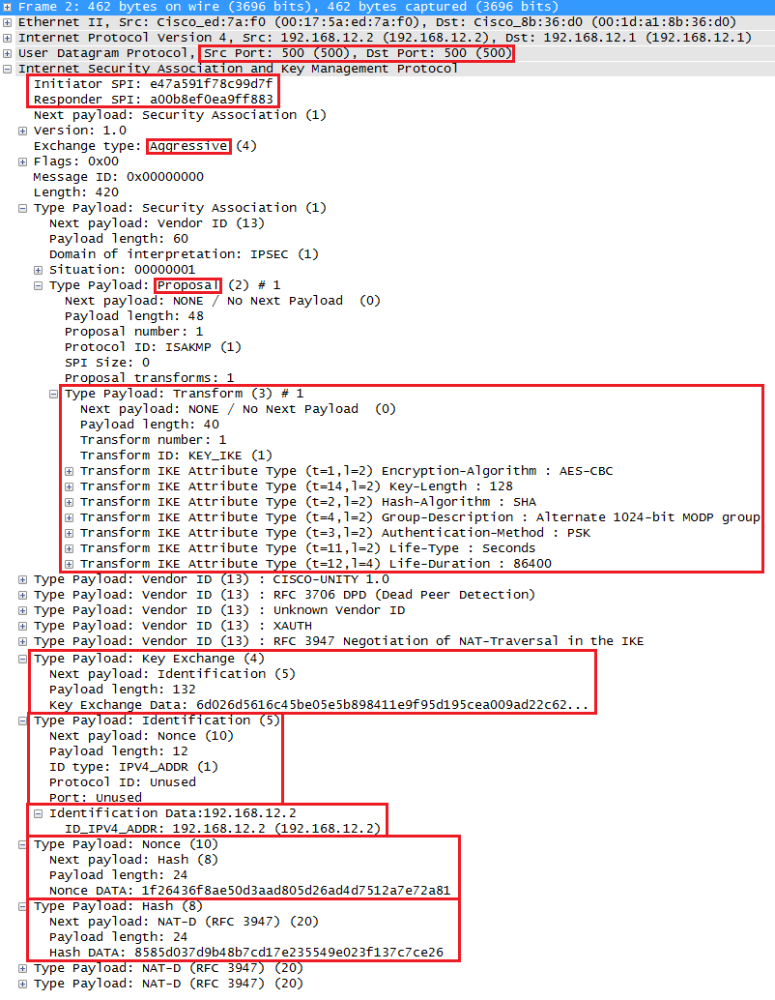 Frame 2: 462 bytes on wire (3696 bits), 462 bytes captured (3696 bits)
Ethernet II, Src: Cisco_ed:7a:f0 (00:17:5a:ed:7a:f0), Dst: Cisco_8b:36:d0 (00:1d:a1:8b:36:d0)
Internet Protocol Version 4, Src: 192.168.12.2 (192.168.12.2), Dst: 192.168.12.1 (192.168.12.1)
User Datagram Protocol, Src Port: 500 (500), Dst Port: 500 (500)
Internet Security Association and Key Management Protocol
Initiator SPI: e47a591f78c99d7f
Responder SPI: a00b8ef0ea9ff883
Next payload: Security Association (1)
Version: 1.0
Exchange type: Aggressive (4)
Flags: 0x00
Message ID: 0x00000000
Length: 420
Type Payload: Security Association (1)
Next payload: Vendor ID (13)
Payload length: 60
Domain of interpretation: IPSEC (1)
Situation: 00000001
Type Payload: Proposal (2) # 1
Next payload: NONE / No Next Payload  (0)
Payload length: 48
Proposal number: 1
Protocol ID: ISAKMP (1)
SPI Size: 0
Proposal transforms: 1
Type Payload: Transform (3) # 1
Next payload: NONE / No Next Payload  (0)
Payload length: 40
Transform number: 1
Transform ID: KEY_IKE (1)
Transform IKE Attribute Type (t=1,l=2) Encryption-Algorithm : AES-CBC
Transform IKE Attribute Type (t=14,l=2) Key-Length : 128
Transform IKE Attribute Type (t=2,l=2) Hash-Algorithm : SHA
Transform IKE Attribute Type (t=4,l=2) Group-Description : Alternate 1024-bit MODP group
Transform IKE Attribute Type (t=3,l=2) Authentication-Method : PSK
Transform IKE Attribute Type (t=11,l=2) Life-Type : Seconds
Transform IKE Attribute Type (t=12,l=4) Life-Duration : 86400
Type Payload: Vendor ID (13) : CISCO-UNITY 1.0
Type Payload: Vendor ID (13) : RFC 3706 DPD (Dead Peer Detection)
Type Payload: Vendor ID (13) : Unknown Vendor ID
Type Payload: Vendor ID (13) : XAUTH
Type Payload: Vendor ID (13) : RFC 3947 Negotiation of NAT-Traversal in the IKE
Type Payload: Key Exchange (4)
Next payload: Identification (5)
Payload length: 132
Key Exchange Data: 6d026d5616c45be05e5b898411e9f95d195cea009ad22c62...
Type Payload: Identification (5)
Next payload: Nonce (10)
Payload length: 12
ID type: IPV4_ADDR (1)
Protocol ID: Unused
Port: Unused
Identification Data:192.168.12.2
ID_IPV4_ADDR: 192.168.12.2 (192.168.12.2)
Type Payload: Nonce (10)
Next payload: Hash (8)
Payload length: 24
Nonce DATA: 1f26436f8ae50d3aad805d26ad4d7512a7e72a81
Type Payload: Hash (8)
Next payload: NAT-D (RFC 3947) (20)
Payload length: 24
Hash DATA: 8585d037d9b48b7cd17e235549e023f137c7ce26
Type Payload: NAT-D (RFC 3947) (20)
Type Payload: NAT-D (RFC 3947) (20)